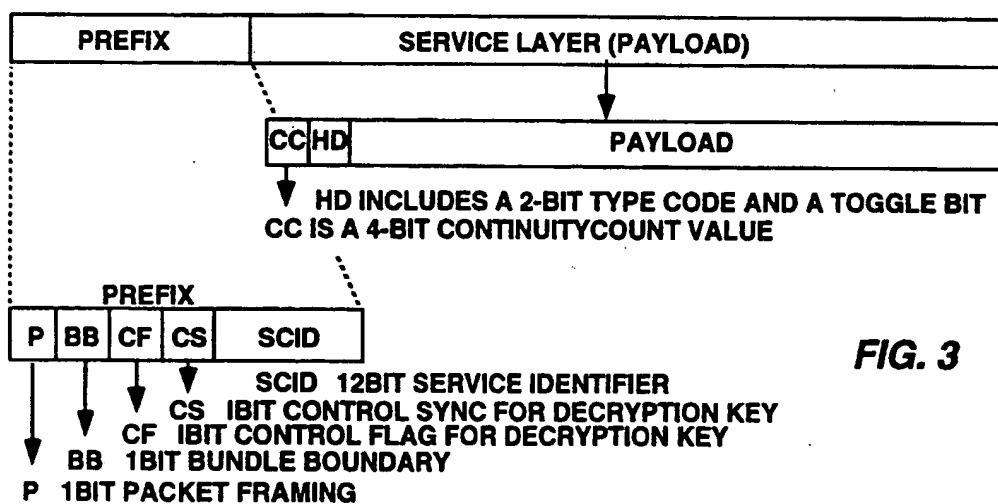 PREFIX SERVICE LAYER (PAYLOAD)
CC HD PAYLOAD
HD INCLUDES A 2-BIT TYPE CODE AND A TOGGLE BIT
CC IS A 4-BIT CONTINUITYCOUNT VALUE
PREFIX
P BB CF CS SCID
FIG. 3
SCID 12BIT SERVICE IDENTIFIER
CS IBIT CONTROL SYNC FOR DECRYPTION KEY
CF IBIT CONTROL FLAG FOR DECRYPTION KEY
BB 1BIT BUNDLE BOUNDARY
P 1BIT PACKET FRAMING